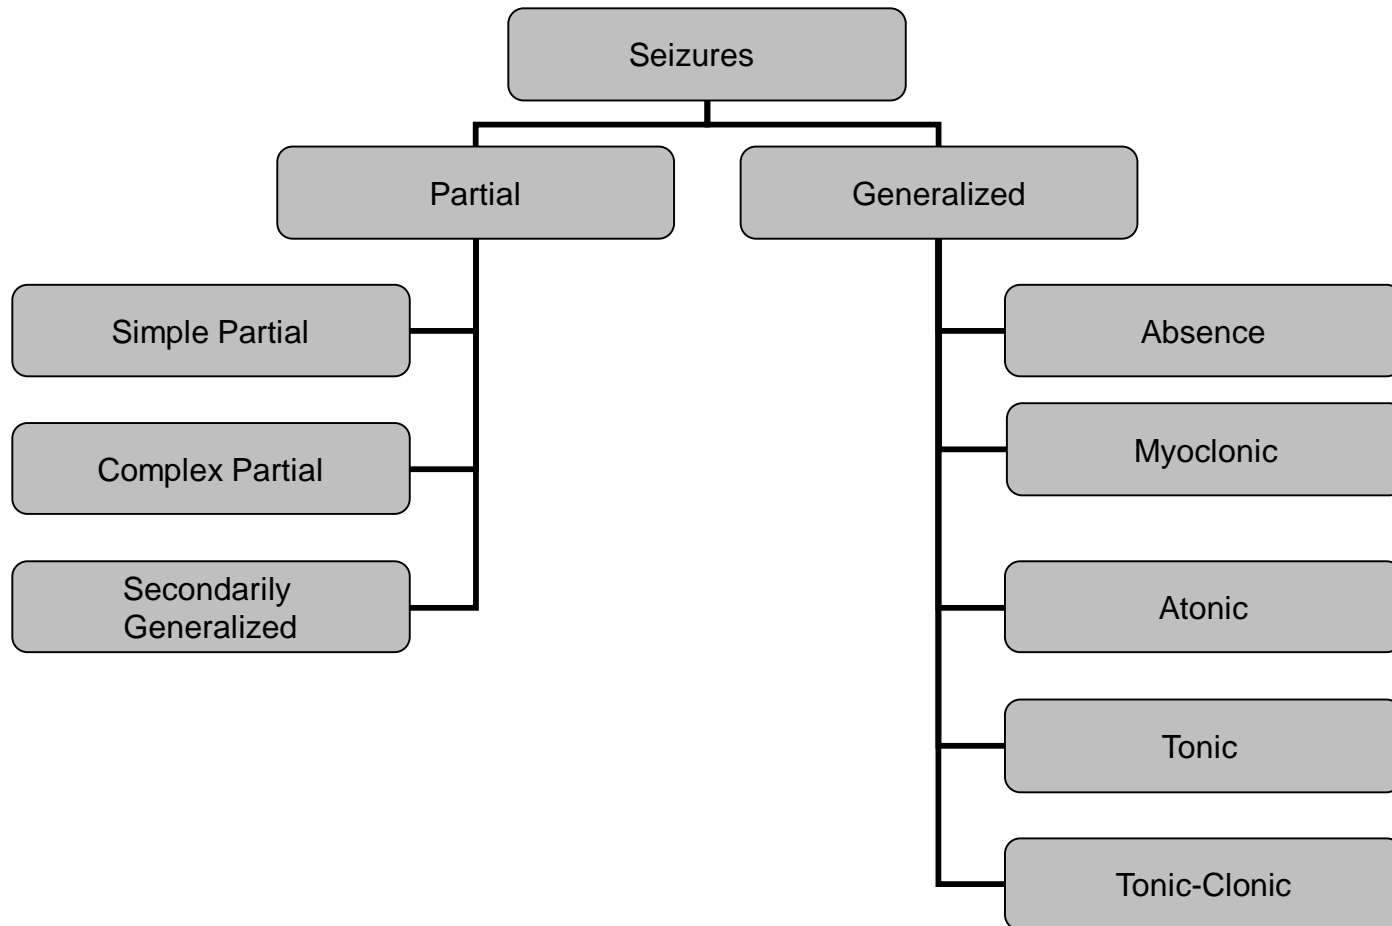 Seizures
Partial
Generalized
Simple Partial
Complex Partial
Secondarily
Generalized
Absence
Myoclonic
Atonic
Tonic
Tonic-Clonic